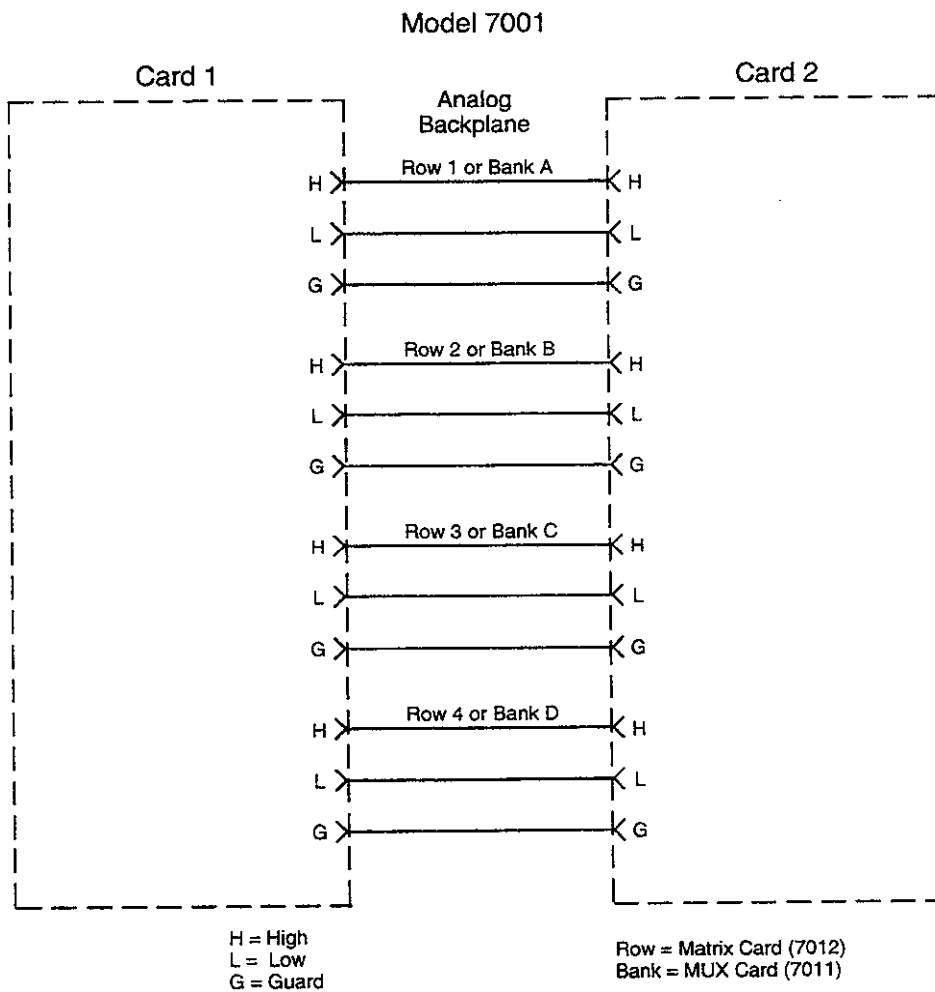 Model 7001
Card 1
Card 2
Analog
Backplane
Row 1 or Bank A
H
H
L
L
G
G
Row 2 or Bank B
H
H
L
L
G
G
Row 3 or Bank C
H
H
L
L
G
G
Row 4 or Bank D
H
H
L
L
G
G
H = High
L = Low
G = Guard
Row = Matrix Card (7012)
Bank = MUX Card (7011)